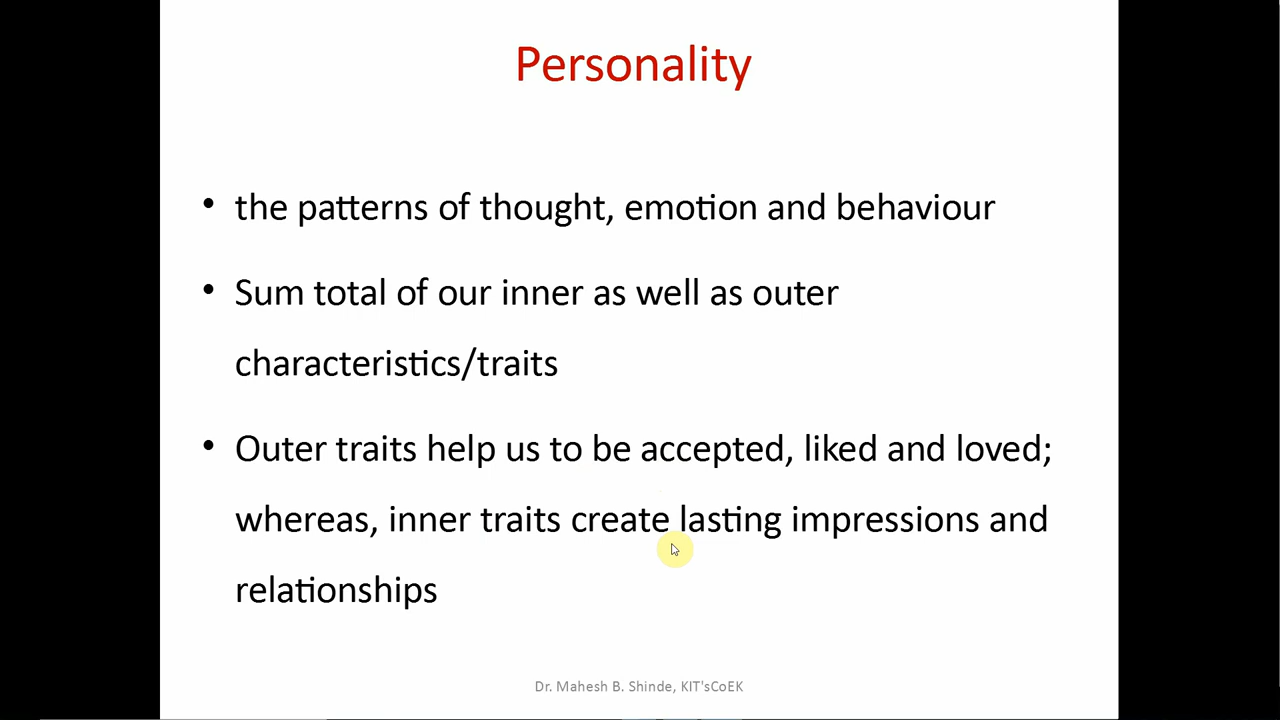 Personality
• the patterns of thought, emotion and behaviour
• Sum total of our inner as well as outer
characteristics/traits
• Outer traits help us to be accepted, liked and loved;
whereas, inner traits create lasting impressions and
relationships
Dr. Mahesh B. Shinde, KIT'sCoEK